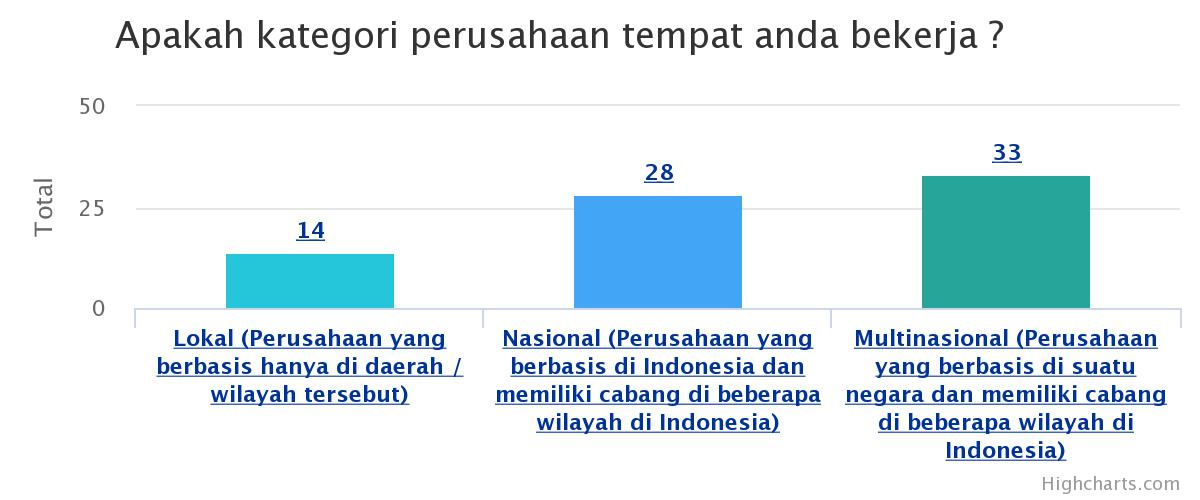 Apakah kategori perusahaan tempat anda bekerja ?
50
25
0
Total
14
28
33
Lokal (Perusahaan yang
berbasis hanya di daerah /
wilayah tersebut)
Nasional (Perusahaan yang
berbasis di Indonesia dan
memiliki cabang di beberapa
wilayah di Indonesia)
Multinasional (Perusahaan
yang berbasis di suatu
negara dan memiliki cabang
di beberapa wilayah di
Indonesia)
Highcharts.com